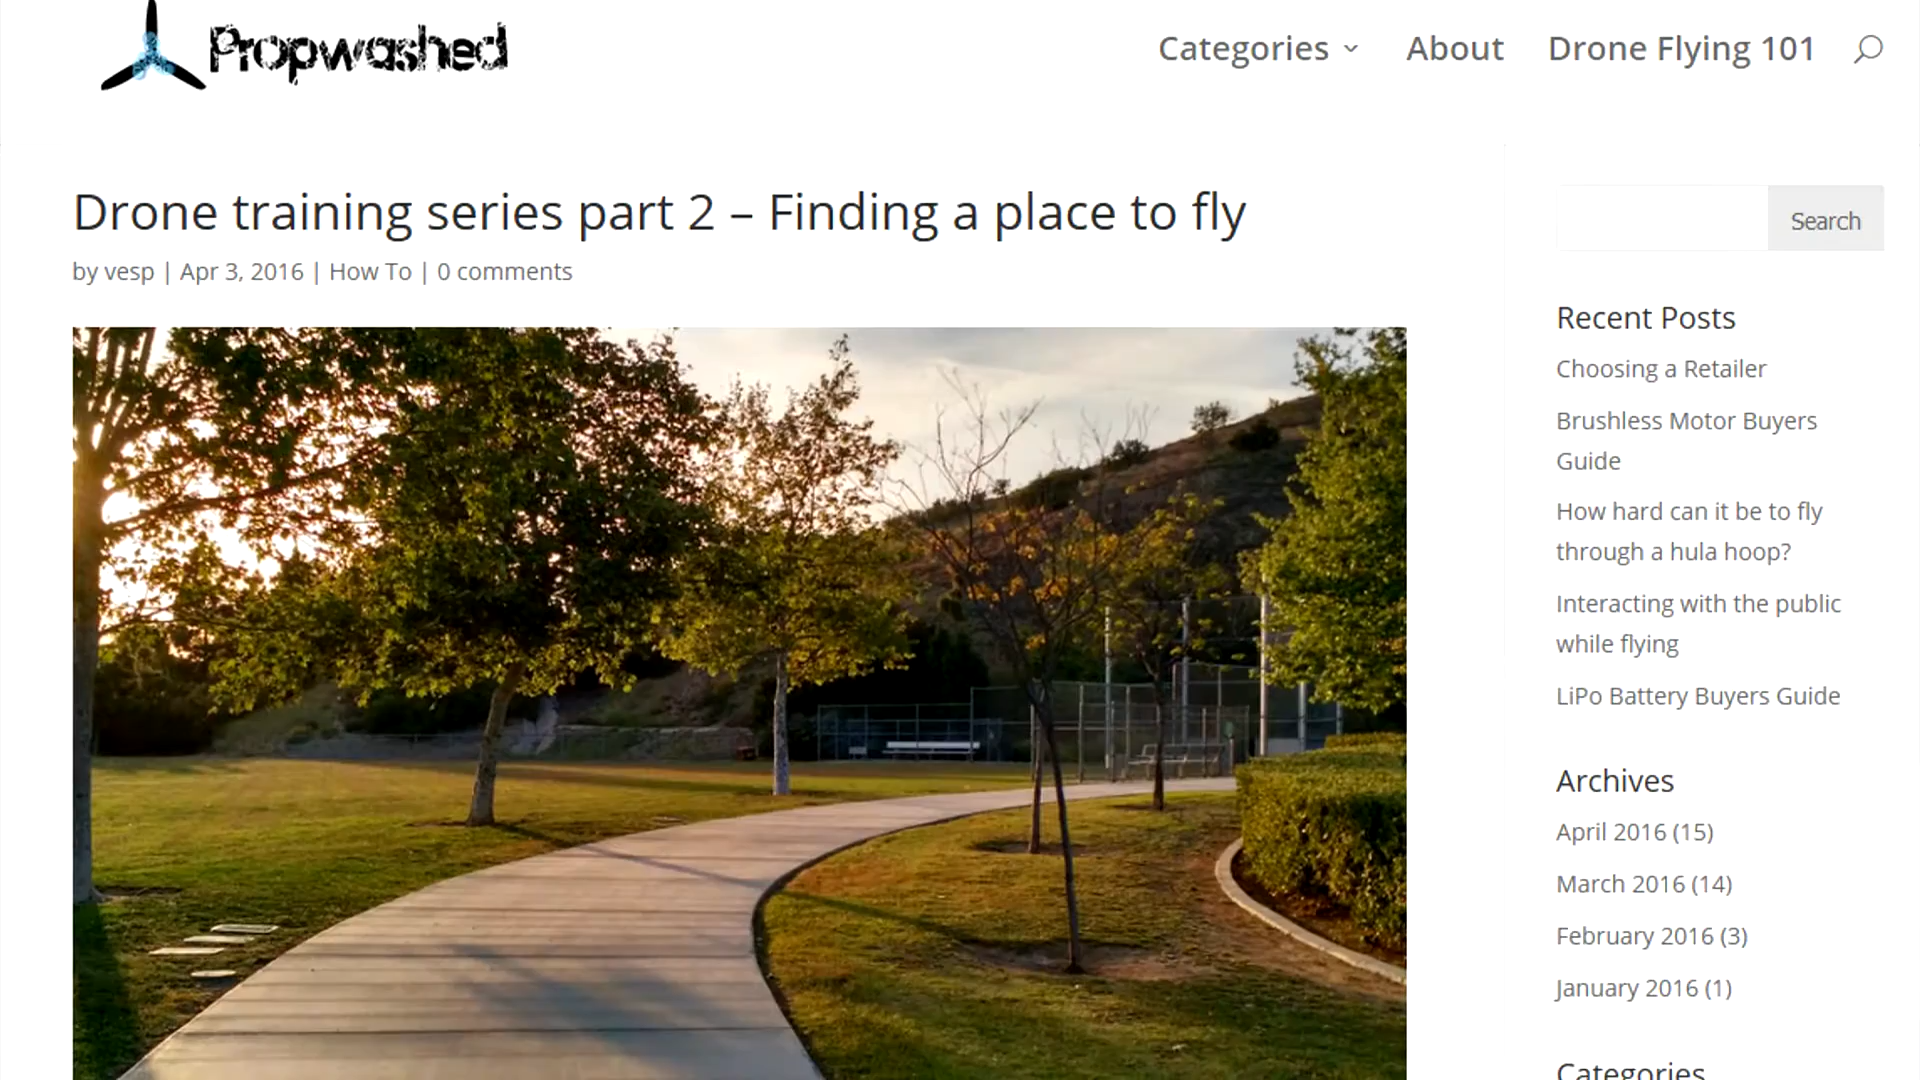 Propwashed
Categories
About
Drone Flying 101
Drone training series part 2 – Finding a place to fly
by vesp | Apr 3, 2016 | How To | 0 comments
Search
Recent Posts
Choosing a Retailer
Brushless Motor Buyers
Guide
How hard can it be to fly
through a hula hoop?
Interacting with the public
while flying
LiPo Battery Buyers Guide
Archives
April 2016 (15)
March 2016 (14)
February 2016 (3)
January 2016 (1)
Categories